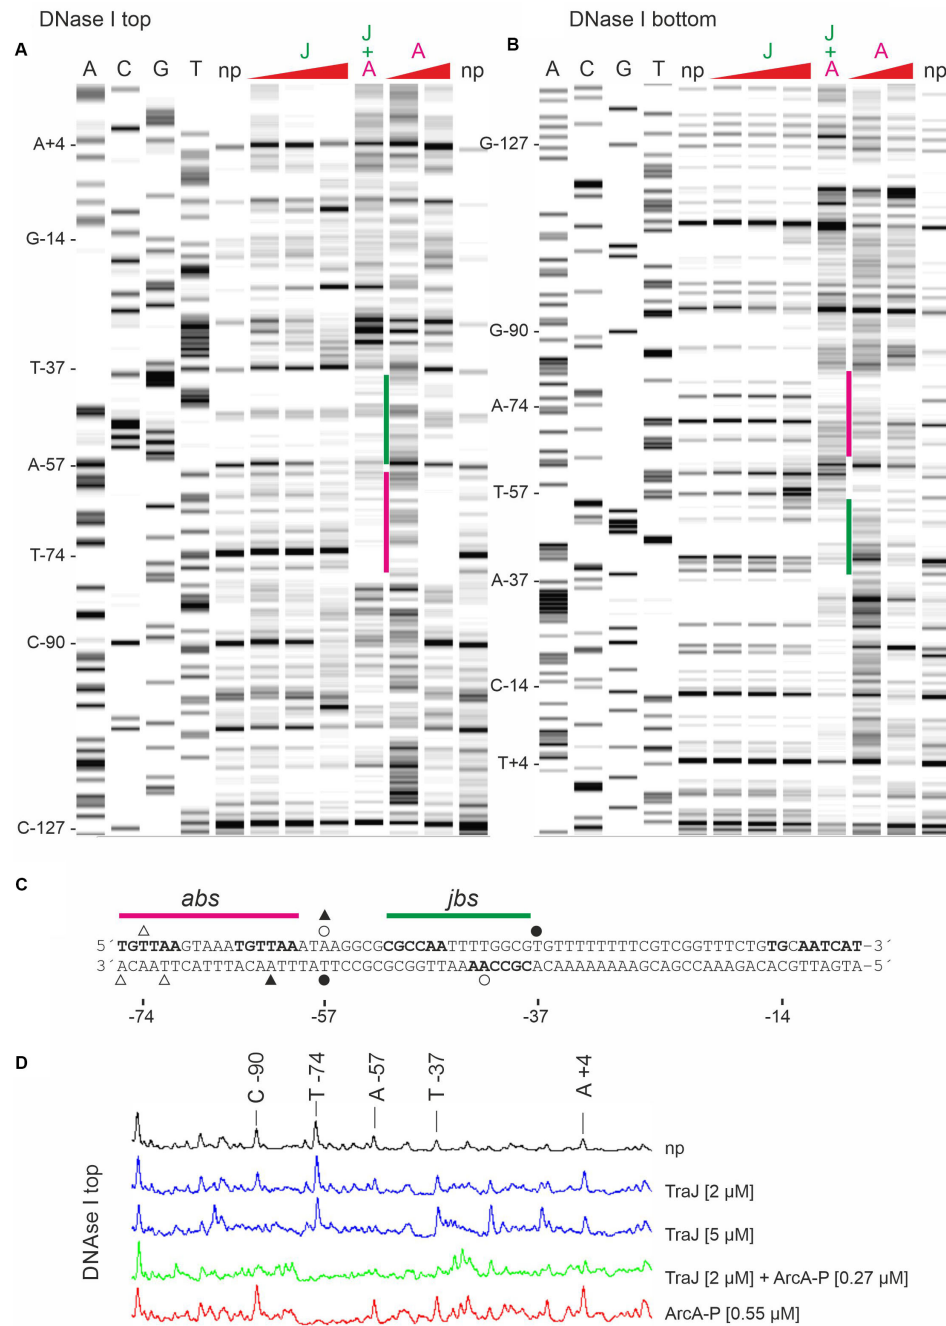 DNase I top
DNase I bottom
A
B
J
J
+
A
A
J
J
+
A
A
A C G T np np
A C G T np np
A+4 -
G-14 -
T-37 -
A-57 -
T-74 -
C-90 -
C-127 -
G-127 -
G-90 -
A-74 -
T-57 -
A-37 -
C-14 -
T+4 -
C
abs
jbs
5´TGTTAAGTAAATGTTAAATAAGGCGCGCCAATTTTGGCGTGTTTTTTTTCGTCGGTTTCTGTGCAATCAT-3´
3´ACAATTCATTTACAATTTATTCCGCGCGGTTAAAACCGCACAAAAAAAAGCAGCCAAAGACACGTTAGTA-5´
-74
-57
-37
-14
D
C -90
T -74
A -57
T -37
A +4
DNAse I top
np
TraJ [2 µM]
TraJ [5 µM]
TraJ [2 µM] + ArcA-P [0.27 µM]
ArcA-P [0.55 µM]